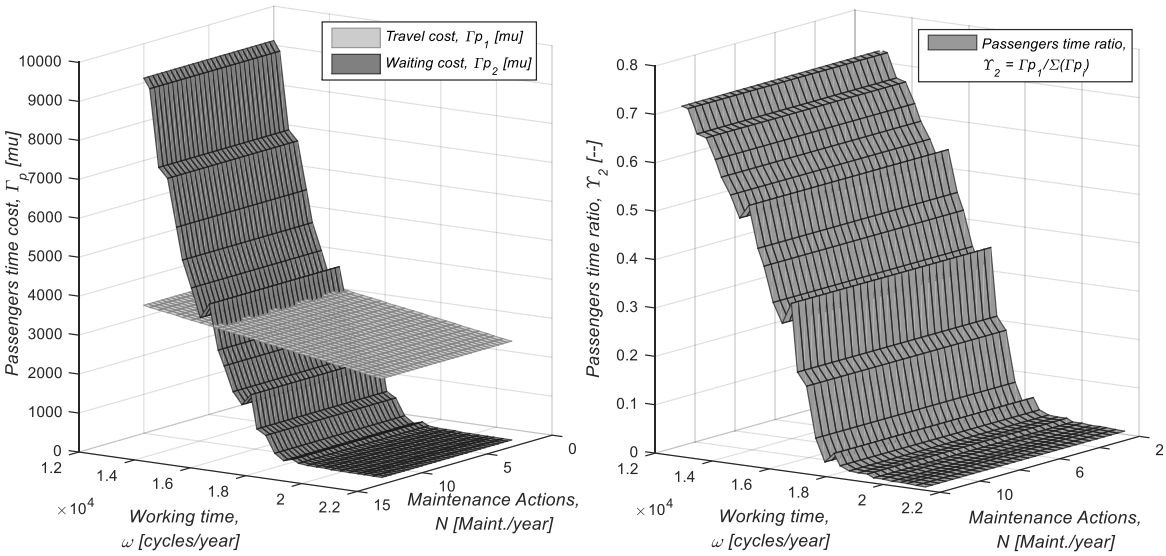 Travel cost, Γp1 [mu]
Waiting cost, Γp2 [mu]
10000
9000
8000
7000
6000
5000
4000
3000
2000
1000
0
Passengers time cost, Γp [mu]
1.2
1.4
1.6
1.8
2
2.2
× 10^4
Working time,
ω [cycles/year]
15
10
5
0
Maintenance Actions,
N [Maint./year]
Passengers time ratio,
ϒ2 = Γp1/Σ(Γpi)
0.8
0.7
0.6
0.5
0.4
0.3
0.2
0.1
0
Passengers time ratio, ϒ2 [--]
1.2
1.4
1.6
1.8
2
2.2
× 10^4
Working time,
ω [cycles/year]
10
6
2
Maintenance Actions,
N [Maint./year]